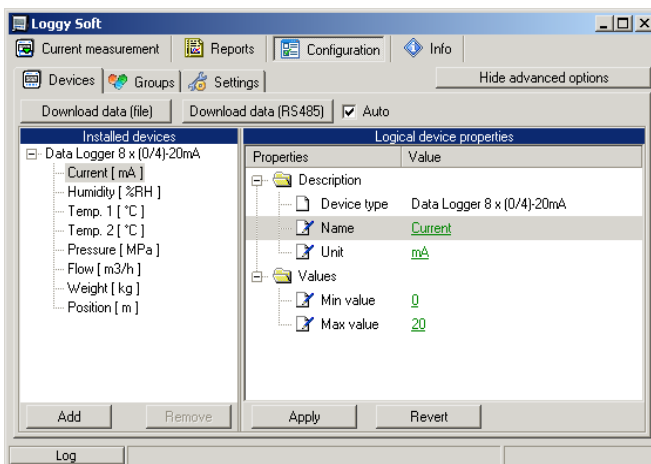 Loggy Soft
Current measurement Reports Configuration Info
Devices Groups Settings Hide advanced options
Download data (file) Download data (RS485) Auto
Installed devices
Data Logger 8 x (0/4)-20mA
Current [ mA ]
Humidity [ %RH ]
Temp. 1 [ °C ]
Temp. 2 [ °C ]
Pressure [ MPa ]
Flow [ m3/h ]
Weight [ kg ]
Position [ m ]
Add Remove
Logical device properties
Properties Value
Description
Device type Data Logger 8 x (0/4)-20mA
Name Current
Unit mA
Values
Min value 0
Max value 20
Apply Revert
Log